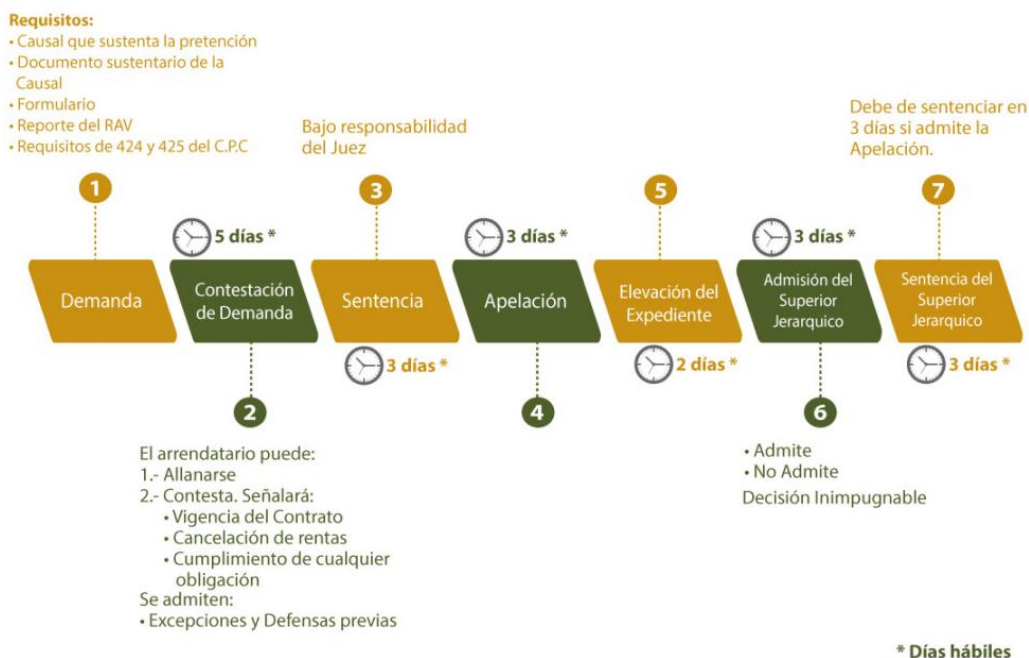 Requisitos:
• Causal que sustenta la pretención
• Documento sustentario de la
Causal
• Formulario
• Reporte del RAV
• Requisitos de 424 y 425 del C.P.C
Bajo responsabilidad
del Juez
Debe de sentenciar en
3 días si admite la
Apelación.
1
3
5
7
5 días *
3 días *
3 días *
Demanda
Contestación
de Demanda
Sentencia
Apelación
Elevación del
Expediente
Admisión del
Superior
Jerarquico
Sentencia del
Superior
Jerarquico
3 días *
2 días *
3 días *
2
4
6
El arrendatario puede:
1.- Allanarse
2.- Contesta. Señalará:
• Vigencia del Contrato
• Cancelación de rentas
• Cumplimiento de cualquier
obligación
Se admiten:
• Excepciones y Defensas previas
• Admite
• No Admite
Decisión Inimpugnable
* Días hábiles